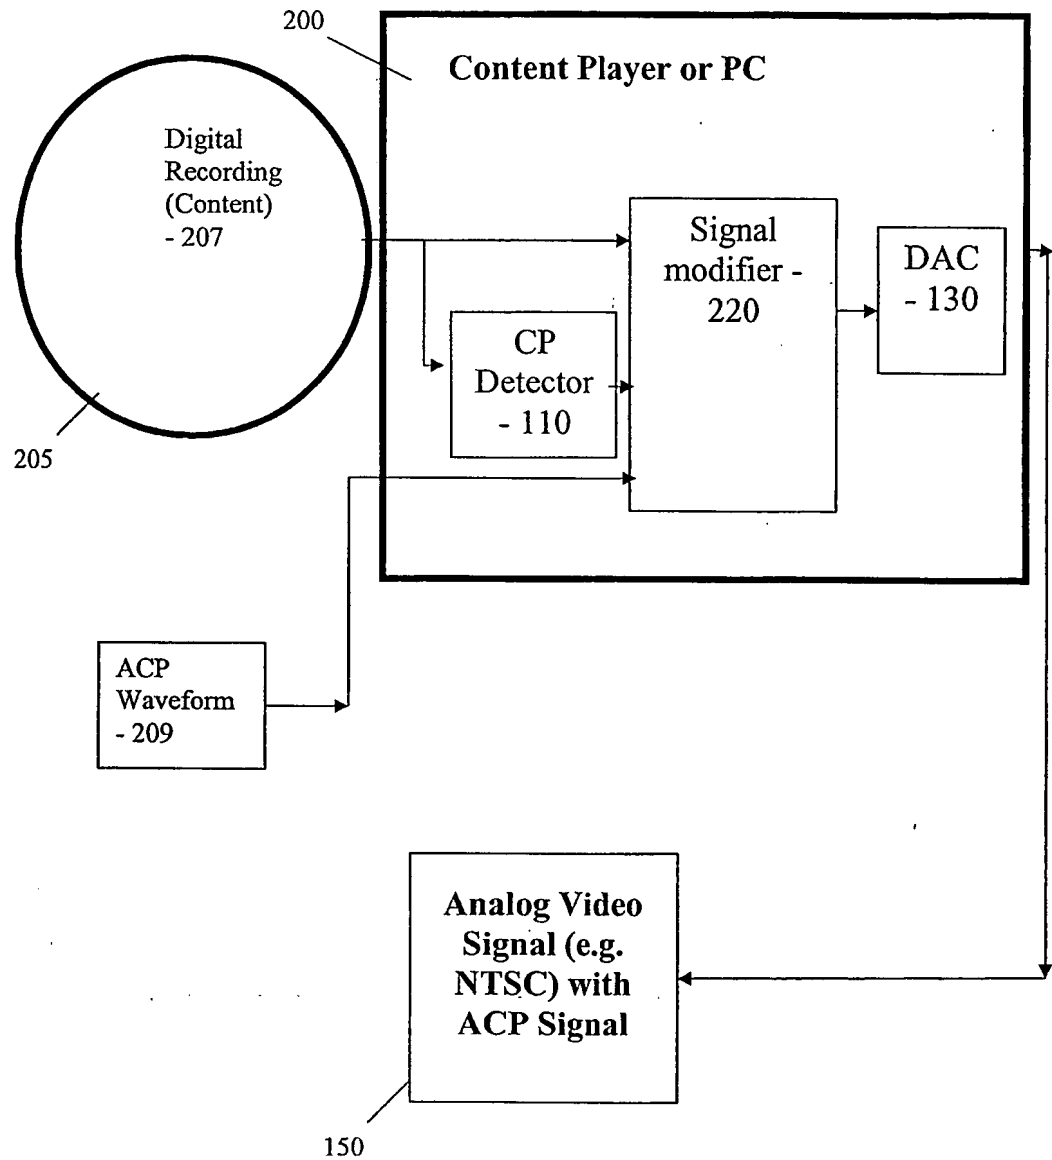 200
Content Player or PC
Digital
Recording
(Content)
- 207
Signal
modifier -
220
DAC
- 130
CP
Detector
- 110
205
ACP
Waveform
- 209
Analog Video
Signal (e.g.
NTSC) with
ACP Signal
150